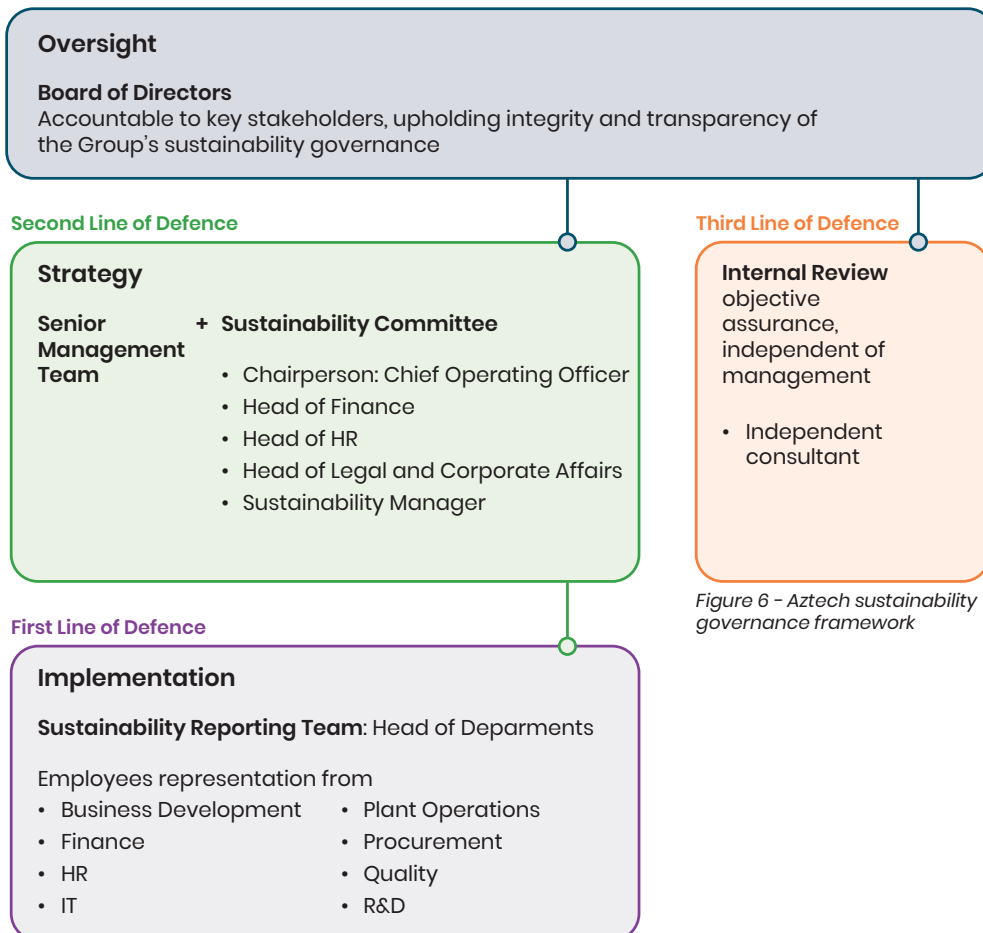 Oversight
Board of Directors
Accountable to key stakeholders, upholding integrity and transparency of
the Group's sustainability governance
Second Line of Defence
Strategy
Senior
Management
Team
+ Sustainability Committee
• Chairperson: Chief Operating Officer
• Head of Finance
• Head of HR
• Head of Legal and Corporate Affairs
• Sustainability Manager
Third Line of Defence
Internal Review
objective
assurance,
independent of
management
• Independent
consultant
Figure 6 - Aztech sustainability
governance framework
First Line of Defence
Implementation
Sustainability Reporting Team: Head of Deparments
Employees representation from
• Business Development
• Finance
• HR
• IT
• Plant Operations
• Procurement
• Quality
• R&D